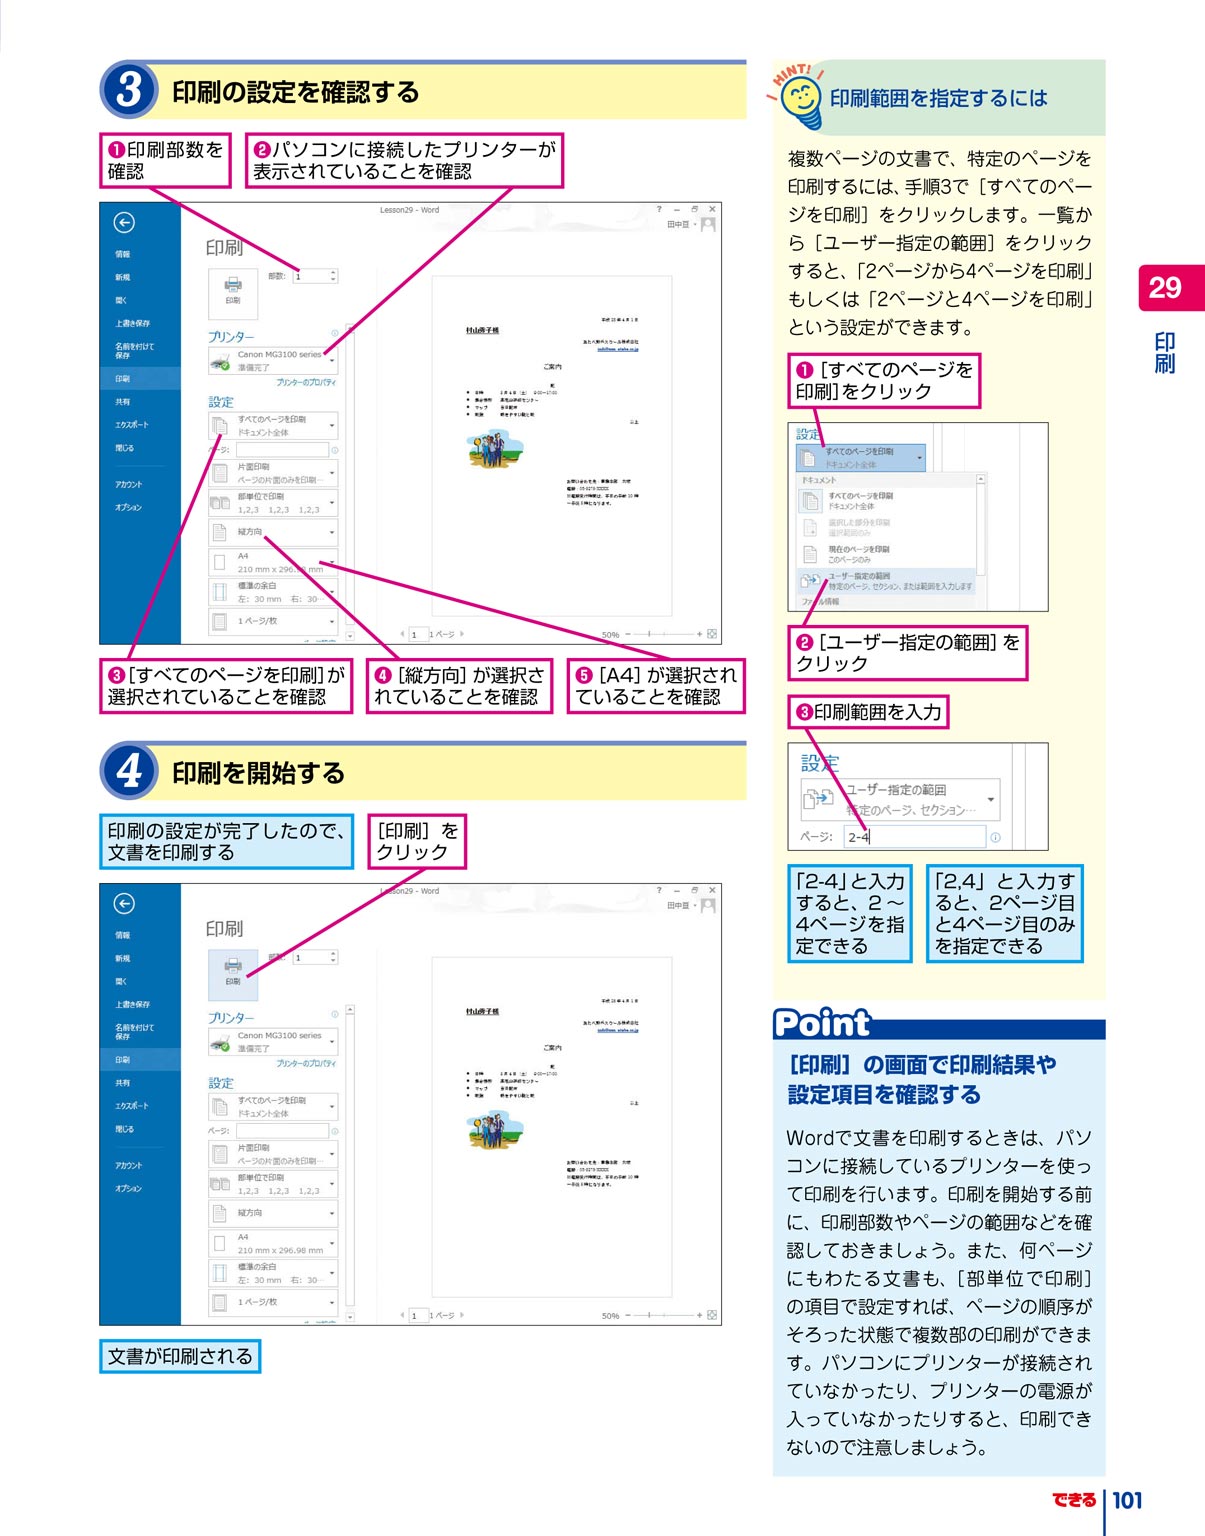 3 印刷の設定を確認する
❶印刷部数を
確認
❷パソコンに接続したプリンターが
表示されていることを確認
Lesson29 - Word
田中亘
情報
新規
開く
上書き保存
名前を付けて
保存
印刷
共有
エクスポート
閉じる
アカウント
オプション
印刷
印刷
部数: 1
プリンター
Canon MG3100 series
準備完了
プリンターのプロパティ
設定
すべてのページを印刷
ドキュメント全体
ページ:
片面印刷
ページの片面のみを印刷…
部単位で印刷
1,2,3 1,2,3 1,2,3
縦方向
A4
210 mm x 296.98 mm
標準の余白
左: 30 mm 右: 30…
1 ページ/枚
村山秀子様
ご案内
記
以上
1 1ページ
50%
❸[すべてのページを印刷]が
選択されていることを確認
❹[縦方向]が選択さ
れていることを確認
❺[A4]が選択され
ていることを確認
4 印刷を開始する
印刷の設定が完了したので、
文書を印刷する
[印刷]を
クリック
Lesson29 - Word
田中亘
情報
新規
開く
上書き保存
名前を付けて
保存
印刷
共有
エクスポート
閉じる
アカウント
オプション
印刷
印刷
部数: 1
プリンター
Canon MG3100 series
準備完了
プリンターのプロパティ
設定
すべてのページを印刷
ドキュメント全体
ページ:
片面印刷
ページの片面のみを印刷…
部単位で印刷
1,2,3 1,2,3 1,2,3
縦方向
A4
210 mm x 296.98 mm
標準の余白
左: 30 mm 右: 30…
1 ページ/枚
村山秀子様
ご案内
記
以上
1 1ページ
50%
文書が印刷される
HINT!
印刷範囲を指定するには
複数ページの文書で、特定のページを
印刷するには、手順3で[すべてのペー
ジを印刷]をクリックします。一覧か
ら[ユーザー指定の範囲]をクリック
すると、「2ページから4ページを印刷」
もしくは「2ページと4ページを印刷」
という設定ができます。
❶[すべてのページを
印刷]をクリック
設定
すべてのページを印刷
ドキュメント全体
ドキュメント
すべてのページを印刷
ドキュメント全体
選択した部分を印刷
選択範囲のみ
現在のページを印刷
このページのみ
ユーザー指定の範囲
特定のページ、セクション、または範囲を入力します
ファイル情報
❷[ユーザー指定の範囲]を
クリック
❸印刷範囲を入力
設定
ユーザー指定の範囲
特定のページ、セクション…
ページ: 2-4
「2-4」と入力
すると、2～
4ページを指
定できる
「2,4」と入力す
ると、2ページ目
と4ページ目のみ
を指定できる
Point
[印刷]の画面で印刷結果や
設定項目を確認する
Wordで文書を印刷するときは、パソ
コンに接続しているプリンターを使っ
て印刷を行います。印刷を開始する前
に、印刷部数やページの範囲などを確
認しておきましょう。また、何ページ
にもわたる文書も、[部単位で印刷]
の項目で設定すれば、ページの順序が
そろった状態で複数部の印刷ができま
す。パソコンにプリンターが接続され
ていなかったり、プリンターの電源が
入っていなかったりすると、印刷でき
ないので注意しましょう。
29
印刷
できる 101